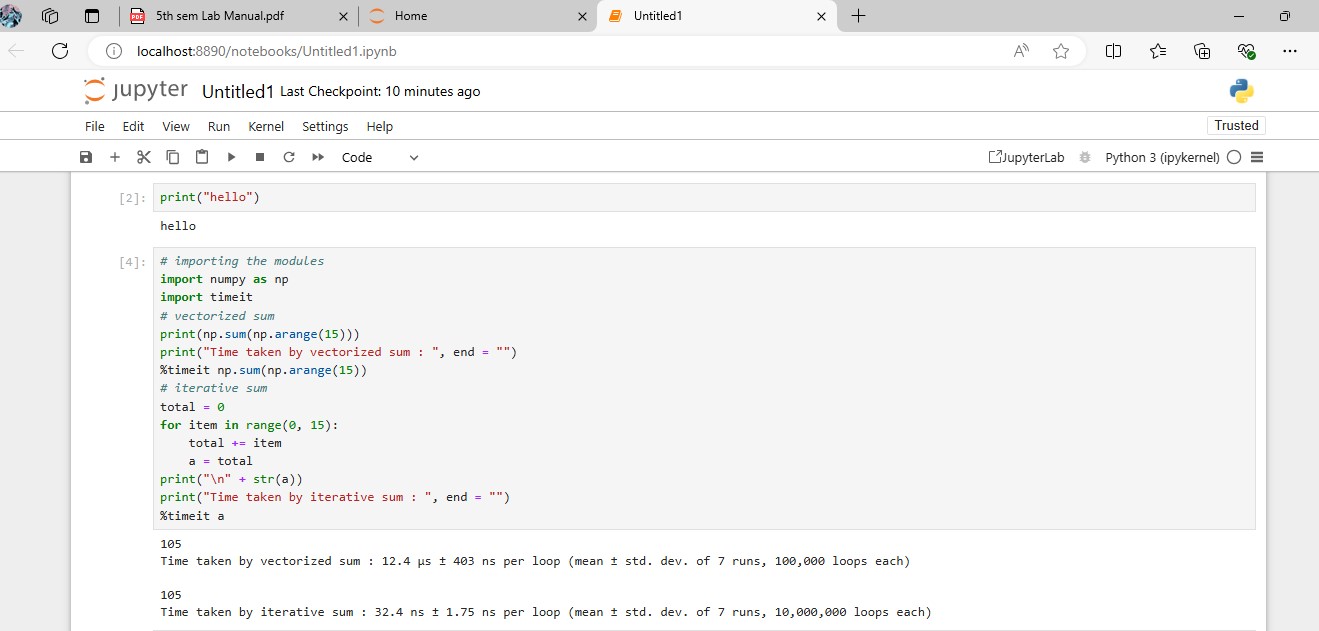 5th sem Lab Manual.pdf
Home
Untitled1
localhost:8890/notebooks/Untitled1.ipynb
jupyter Untitled1 Last Checkpoint: 10 minutes ago
File Edit View Run Kernel Settings Help
Trusted
Code
JupyterLab
Python 3 (ipykernel)
[2]: print("hello")
hello
[4]: # importing the modules
import numpy as np
import timeit
# vectorized sum
print(np.sum(np.arange(15)))
print("Time taken by vectorized sum : ", end = "")
%timeit np.sum(np.arange(15))
# iterative sum
total = 0
for item in range(0, 15):
    total += item
    a = total
print("\n" + str(a))
print("Time taken by iterative sum : ", end = "")
%timeit a
105
Time taken by vectorized sum : 12.4 µs ± 403 ns per loop (mean ± std. dev. of 7 runs, 100,000 loops each)
105
Time taken by iterative sum : 32.4 ns ± 1.75 ns per loop (mean ± std. dev. of 7 runs, 10,000,000 loops each)